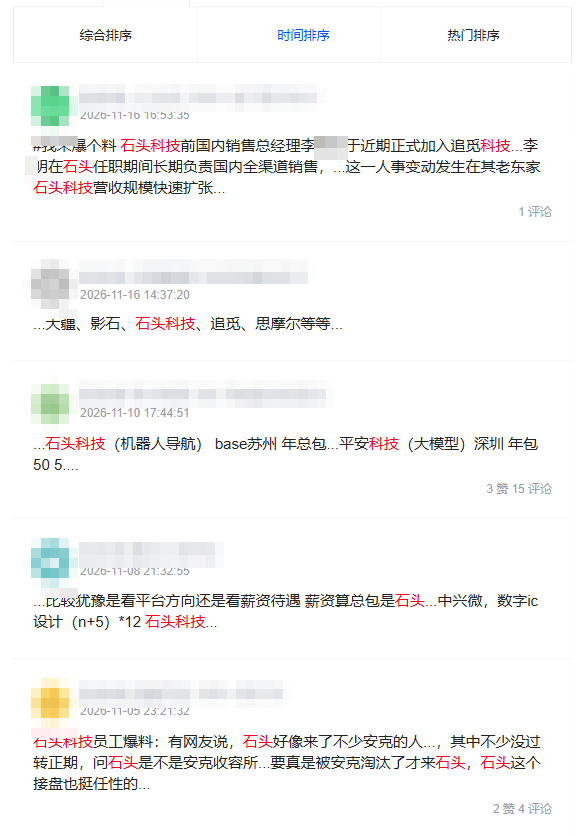 综合排序
时间排序
热门排序
2026-11-16 16:53:35
#找乐爆个料 石头科技前国内销售总经理李 于近期正式加入追觅科技...李
明在石头任职期间长期负责国内全渠道销售，...这一人事变动发生在其老东家
石头科技营收规模快速扩张...
1 评论
2026-11-16 14:37:20
...大疆、影石、石头科技、追觅、思摩尔等等...
2026-11-10 17:44:51
...石头科技（机器人导航） base苏州 年总包...平安科技（大模型）深圳 年包
50 5....
3 赞 15 评论
2026-11-08 21:32:55
...比较犹豫是看平台方向还是看薪资待遇 薪资算总包是石头...中兴微，数字ic
设计（n+5）*12 石头科技...
2026-11-05 23:21:32
石头科技员工爆料：有网友说，石头好像来了不少安克的人...，其中不少没过
转正期，问石头是不是安克收容所...要真是被安克淘汰了才来石头，石头这个
接盘也挺任性的...
2 赞 4 评论